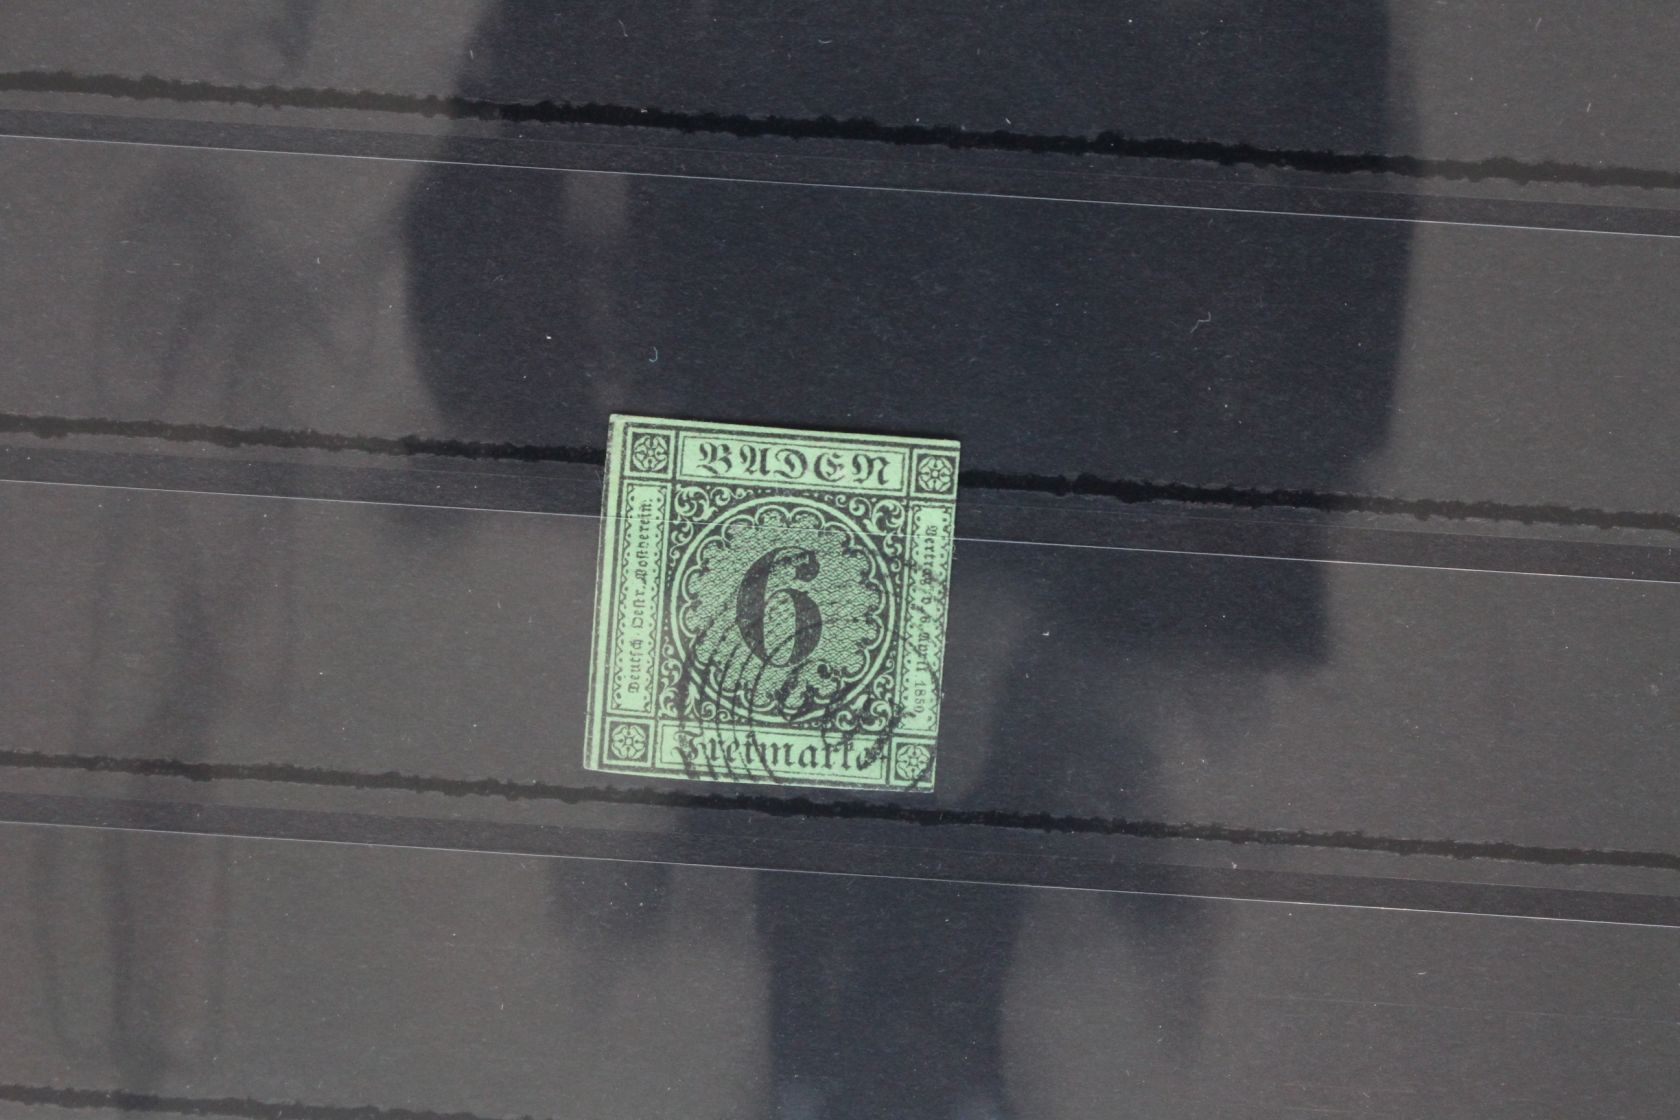 BADEN
Deutsch. Oestr. Postverein.
6
Vertrag v. 6. April 1850
Freimarke.